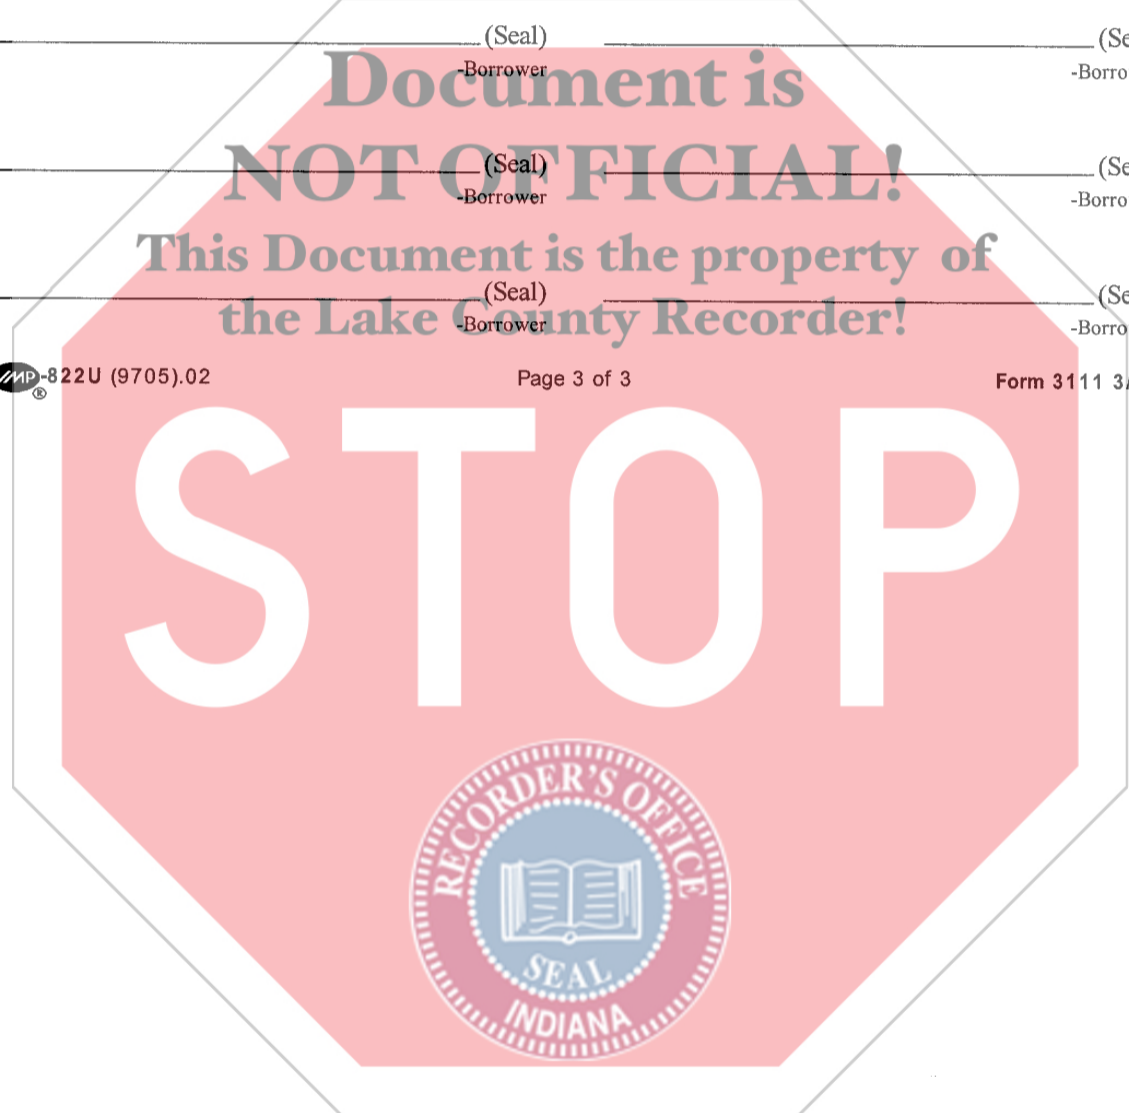 (Seal) (Se
-Borrower -Borro
Document is
(Seal) (Se
NOT OFFICIAL!
-Borrower -Borro
This Document is the property of
(Seal) (Se
the Lake County Recorder!
-Borrower -Borro
VMP®-822U (9705).02 Page 3 of 3 Form 3111 3/
STOP
RECORDER'S OFFICE
SEAL
INDIANA